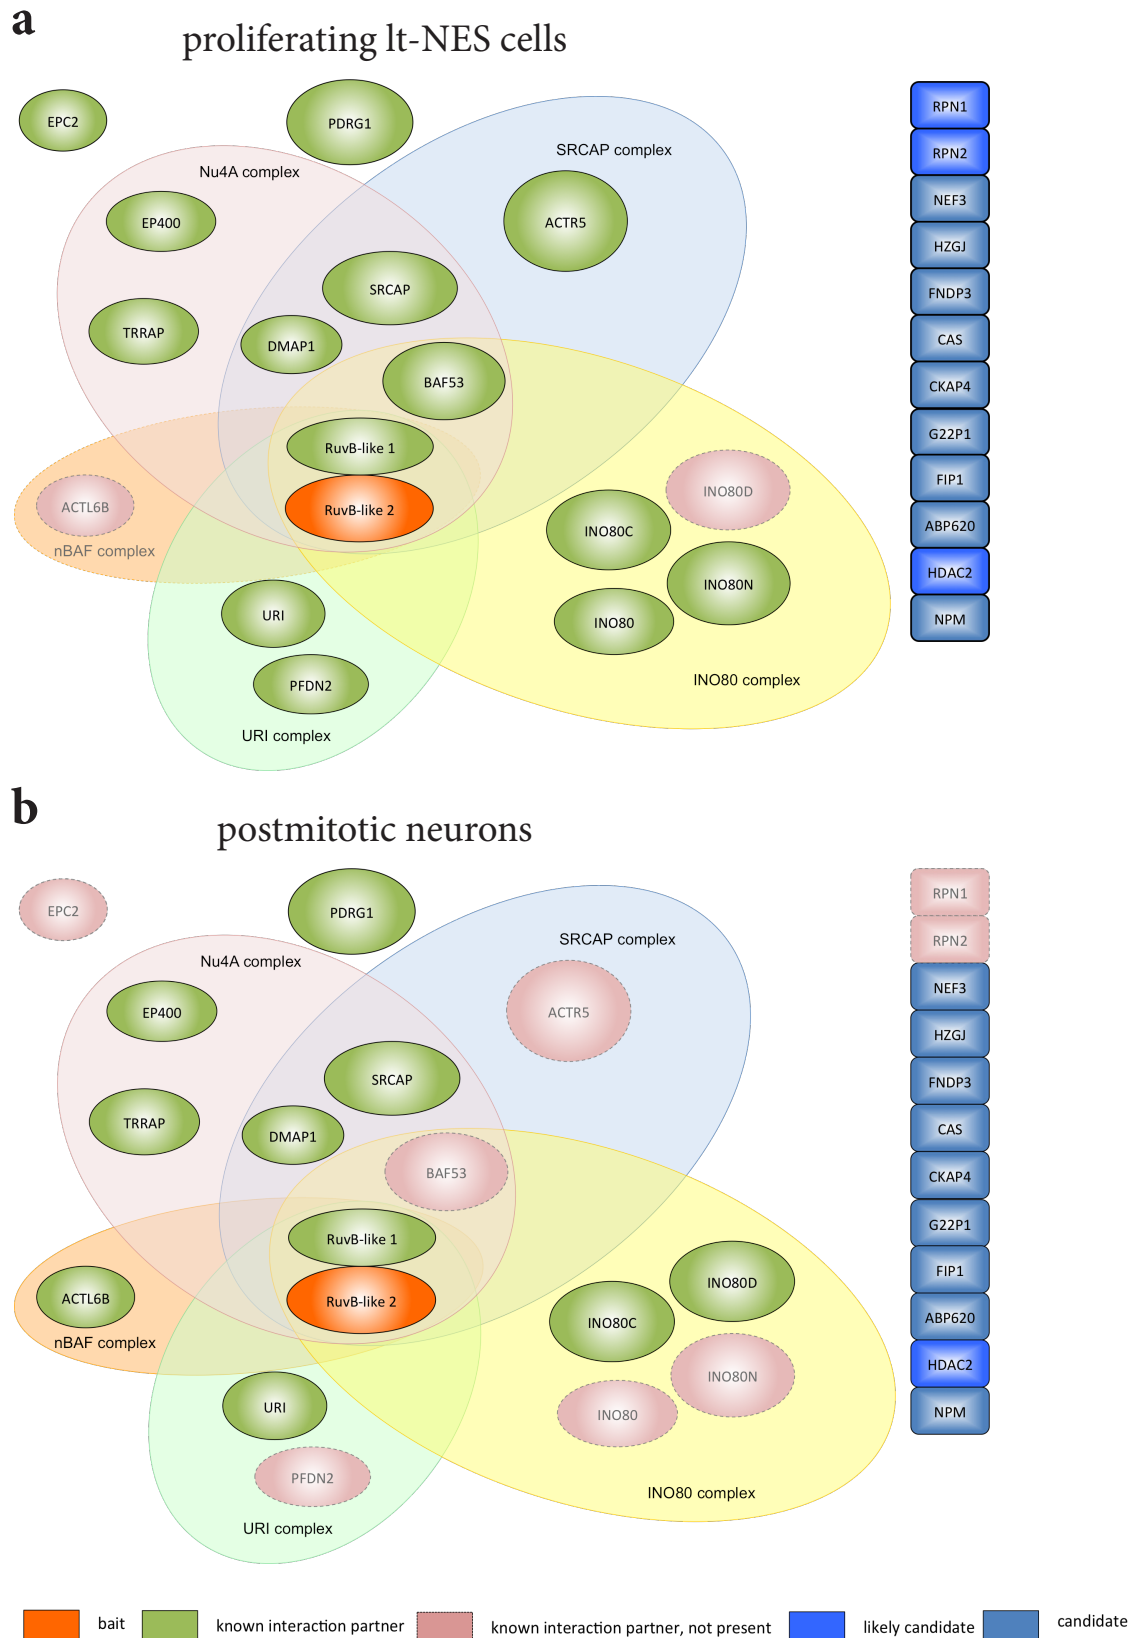 a
proliferating lt-NES cells
EPC2
PDRG1
RPN1
SRCAP complex
RPN2
Nu4A complex
NEF3
EP400
ACTR5
HZGJ
SRCAP
FNDP3
TRRAP
DMAP1
CAS
BAF53
CKAP4
RuvB-like 1
G22P1
ACTL6B
RuvB-like 2
INO80D
FIP1
nBAF complex
INO80C
ABP620
INO80N
HDAC2
URI
INO80
NPM
PFDN2
INO80 complex
URI complex
b
postmitotic neurons
EPC2
PDRG1
RPN1
SRCAP complex
RPN2
Nu4A complex
NEF3
EP400
ACTR5
HZGJ
SRCAP
FNDP3
TRRAP
DMAP1
CAS
BAF53
CKAP4
RuvB-like 1
G22P1
ACTL6B
RuvB-like 2
INO80D
FIP1
nBAF complex
INO80C
ABP620
INO80N
HDAC2
URI
INO80
NPM
PFDN2
INO80 complex
URI complex
bait
known interaction partner
known interaction partner, not present
likely candidate
candidate